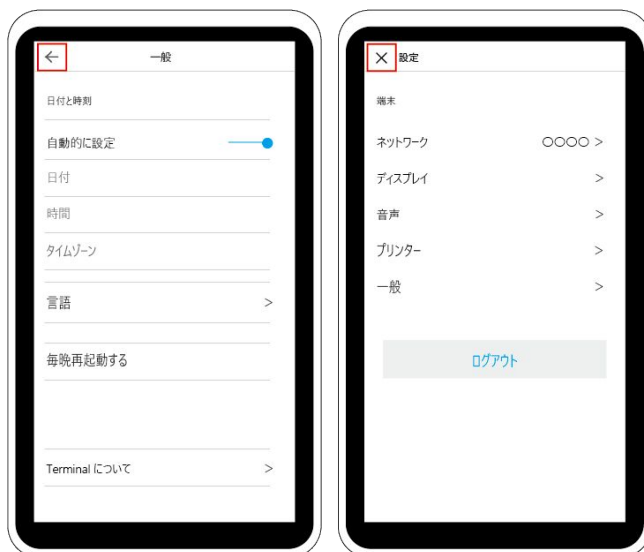 ← 一般
日付と時刻
自動的に設定
日付
時間
タイムゾーン
言語 >
毎晩再起動する
Terminal について >
× 設定
端末
ネットワーク ○○○○ >
ディスプレイ >
音声 >
プリンター >
一般 >
ログアウト